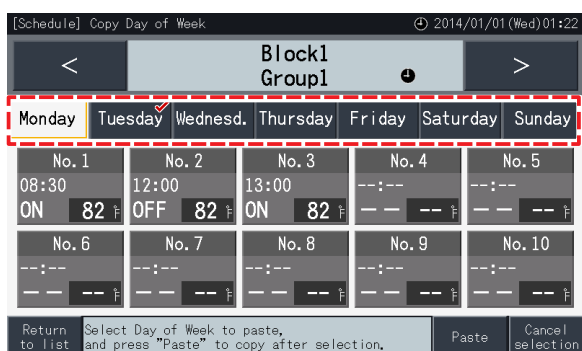 [Schedule] Copy Day of Week 2014/01/01(Wed)01:22
< Block1 >
Group1
Monday Tuesday Wednesd. Thursday Friday Saturday Sunday
No.1 No.2 No.3 No.4 No.5
08:30 12:00 13:00 --:-- --:--
ON 82°F OFF 82°F ON 82°F -- --°F -- --°F
No.6 No.7 No.8 No.9 No.10
--:-- --:-- --:-- --:-- --:--
-- --°F -- --°F -- --°F -- --°F -- --°F
Return Select Day of Week to paste, Paste Cancel
to list and press "Paste" to copy after selection. selection